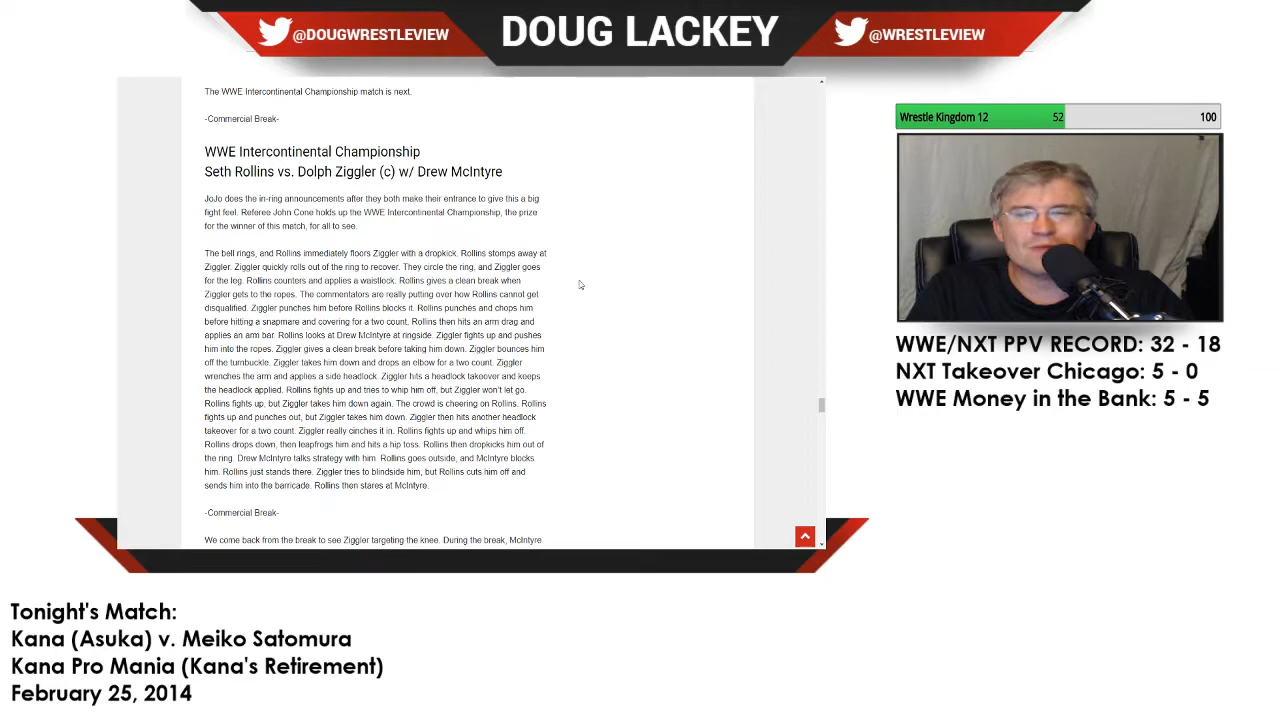 @DOUGWRESTLEVIEW
DOUG LACKEY
@WRESTLEVIEW
The WWE Intercontinental Championship match is next.
-Commercial Break-
WWE Intercontinental Championship
Seth Rollins vs. Dolph Ziggler (c) w/ Drew McIntyre
JoJo does the in-ring announcements after they both make their entrance to give this a big
fight feel. Referee John Cone holds up the WWE Intercontinental Championship, the prize
for the winner of this match, for all to see.
The bell rings, and Rollins immediately floors Ziggler with a dropkick. Rollins stomps away at
Ziggler. Ziggler quickly rolls out of the ring to recover. They circle the ring, and Ziggler goes
for the leg. Rollins counters and applies a waistlock. Rollins gives a clean break when
Ziggler gets to the ropes. The commentators are really putting over how Rollins cannot get
disqualified. Ziggler punches him before Rollins blocks it. Rollins punches and chops him
before hitting a snapmare and covering for a two count. Rollins then hits an arm drag and
applies an arm bar. Rollins looks at Drew McIntyre at ringside. Ziggler fights up and pushes
him into the ropes. Ziggler gives a clean break before taking him down. Ziggler bounces him
off the turnbuckle. Ziggler takes him down and drops an elbow for a two count. Ziggler
wrenches the arm and applies a side headlock. Ziggler hits a headlock takeover and keeps
the headlock applied. Rollins fights up and tries to whip him off, but Ziggler won't let go.
Rollins fights up, but Ziggler takes him down again. The crowd is cheering on Rollins. Rollins
fights up and punches out, but Ziggler takes him down. Ziggler then hits another headlock
takeover for a two count. Ziggler really cinches it in. Rollins fights up and whips him off.
Rollins drops down, then leapfrogs him and hits a hip toss. Rollins then dropkicks him out of
the ring. Drew McIntyre talks strategy with him. Rollins goes outside, and McIntyre blocks
him. Rollins just stands there. Ziggler tries to blindside him, but Rollins cuts him off and
sends him into the barricade. Rollins then stares at McIntyre.
-Commercial Break-
We come back from the break to see Ziggler targeting the knee. During the break, McIntyre
Wrestle Kingdom 12 52 100
WWE/NXT PPV RECORD: 32 - 18
NXT Takeover Chicago: 5 - 0
WWE Money in the Bank: 5 - 5
Tonight's Match:
Kana (Asuka) v. Meiko Satomura
Kana Pro Mania (Kana's Retirement)
February 25, 2014